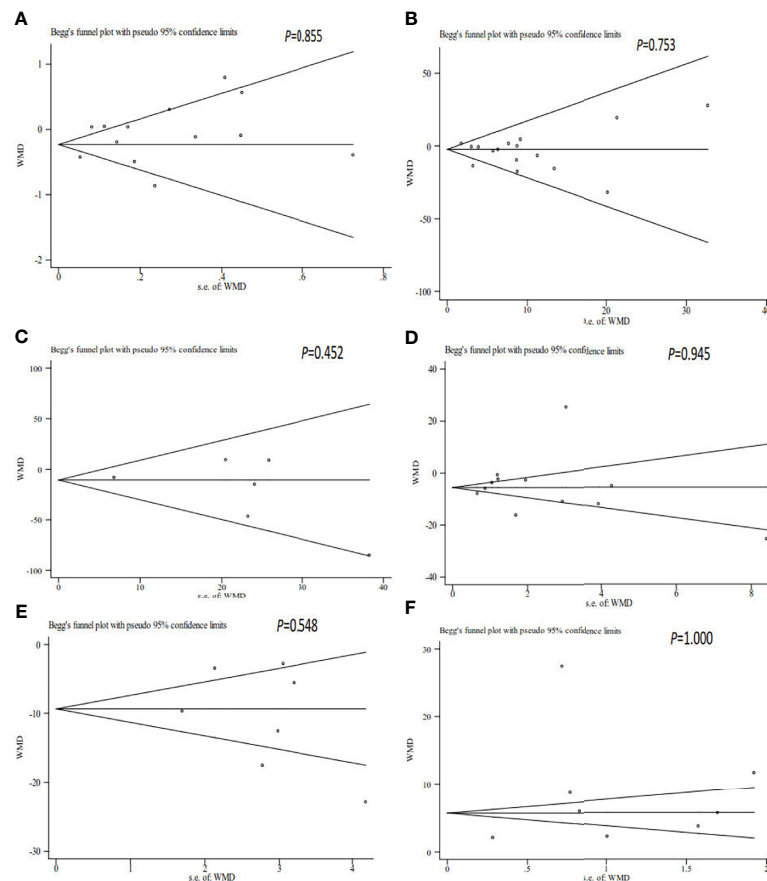 A
Begg's funnel plot with pseudo 95% confidence limits
P=0.855
1
0
-1
-2
WMD
0
.2
.4
.6
.8
s.e. of: WMD
B
Begg's funnel plot with pseudo 95% confidence limits
P=0.753
50
0
-50
-100
WMD
0
10
20
30
40
s.e. of: WMD
C
Begg's funnel plot with pseudo 95% confidence limits
P=0.452
100
50
0
-50
-100
WMD
0
10
20
30
40
s.e. of: WMD
D
Begg's funnel plot with pseudo 95% confidence limits
P=0.945
40
20
0
-20
-40
WMD
0
2
4
6
8
s.e. of: WMD
E
Begg's funnel plot with pseudo 95% confidence limits
P=0.548
0
-10
-20
-30
WMD
0
1
2
3
4
s.e. of: WMD
F
Begg's funnel plot with pseudo 95% confidence limits
P=1.000
30
20
10
0
WMD
0
.5
1
1.5
2
s.e. of: WMD